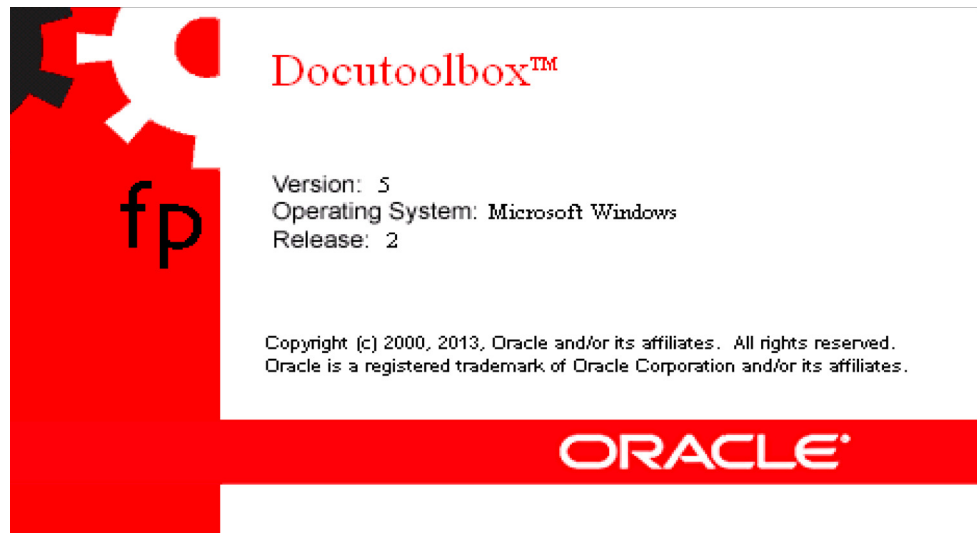 Docutoolbox™
fp
Version: 5
Operating System: Microsoft Windows
Release: 2
Copyright (c) 2000, 2013, Oracle and/or its affiliates. All rights reserved.
Oracle is a registered trademark of Oracle Corporation and/or its affiliates.
ORACLE®